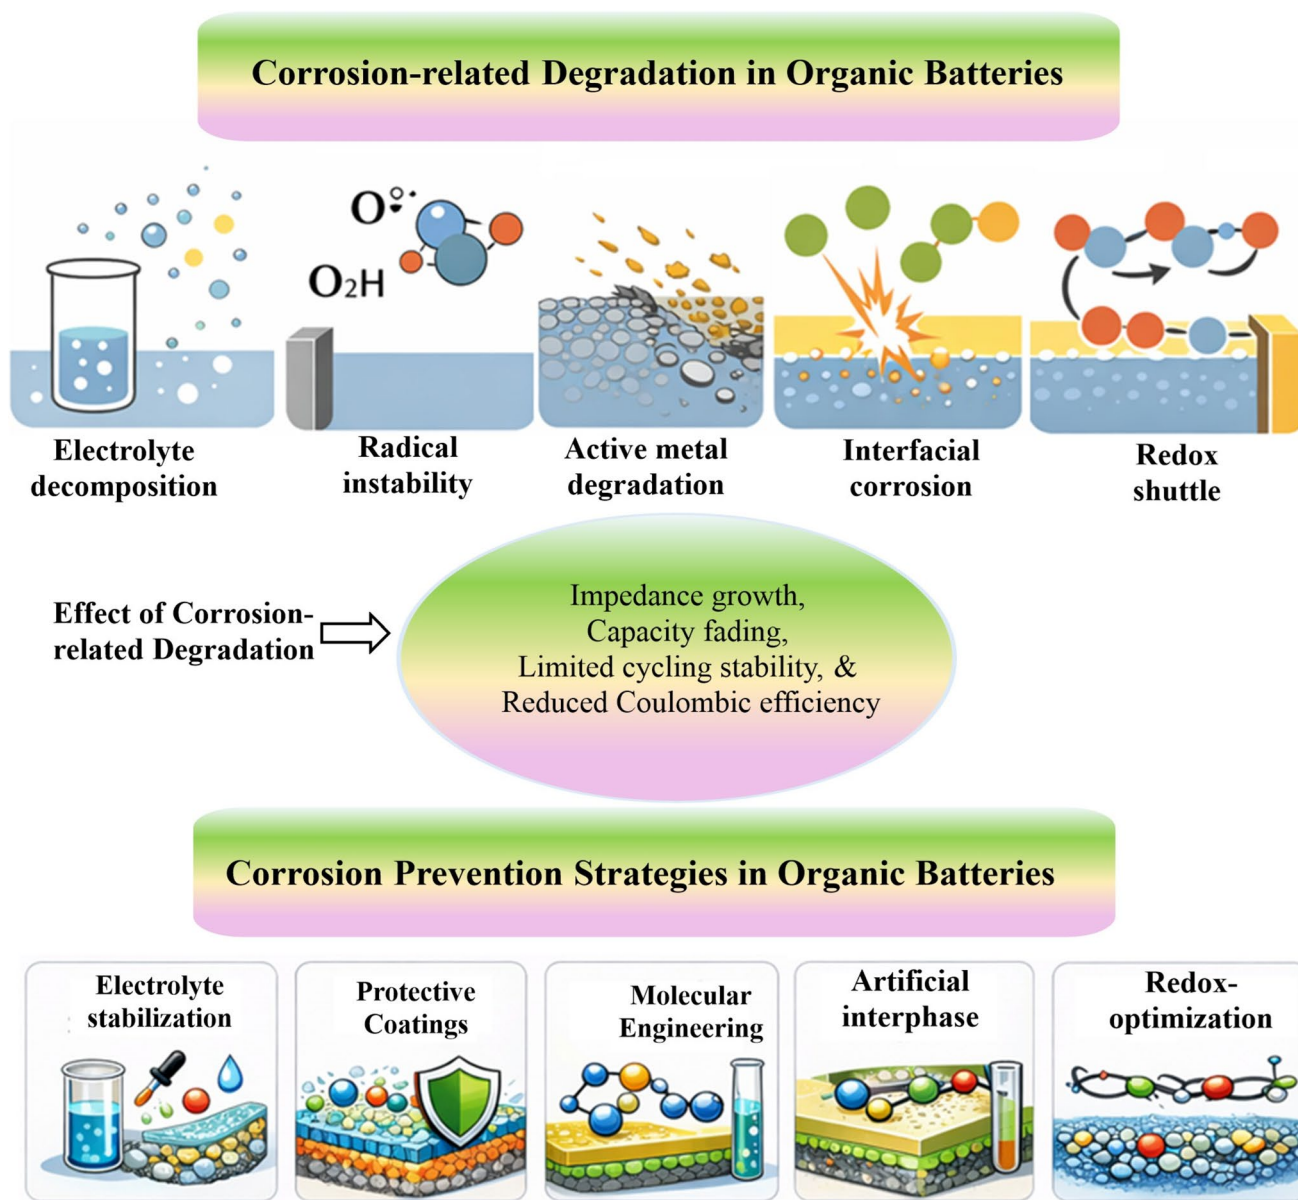 Corrosion-related Degradation in Organic Batteries
O
O₂H
Electrolyte
decomposition
Radical
instability
Active metal
degradation
Interfacial
corrosion
Redox
shuttle
Effect of Corrosion-
related Degradation
Impedance growth,
Capacity fading,
Limited cycling stability, &
Reduced Coulombic efficiency
Corrosion Prevention Strategies in Organic Batteries
Electrolyte
stabilization
Protective
Coatings
Molecular
Engineering
Artificial
interphase
Redox-
optimization